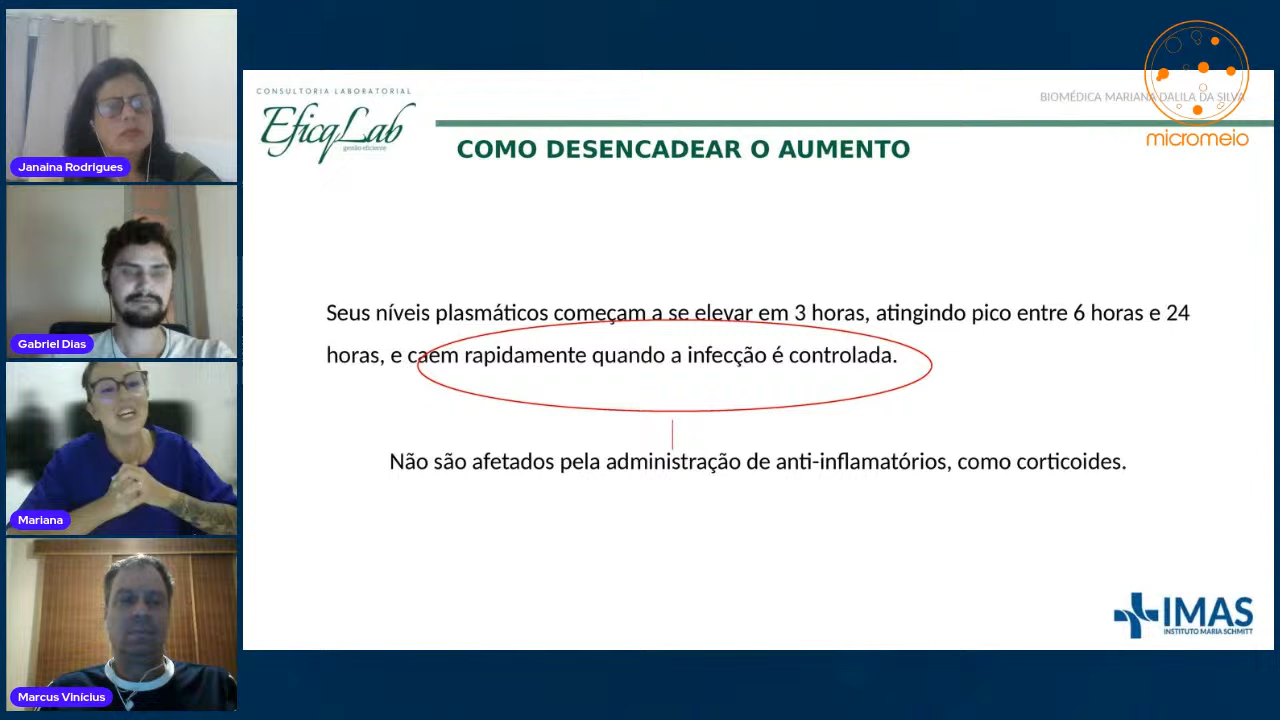 Janaina Rodrigues
Gabriel Dias
Mariana
Marcus Vinícius
CONSULTORIA LABORATORIAL
EficqLab
gestão eficiente
BIOMÉDICA MARIANA DALILA DA SILVA
micromeio
COMO DESENCADEAR O AUMENTO
Seus níveis plasmáticos começam a se elevar em 3 horas, atingindo pico entre 6 horas e 24
horas, e caem rapidamente quando a infecção é controlada.
Não são afetados pela administração de anti-inflamatórios, como corticoides.
IMAS
INSTITUTO MARIA SCHMITT